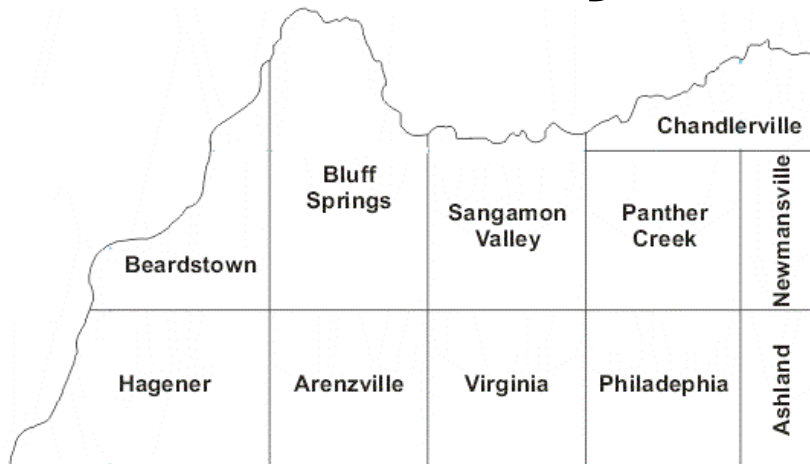 Chandlerville
Bluff
Springs
Sangamon
Valley
Panther
Creek
Newmansville
Beardstown
Hagener
Arenzville
Virginia
Philadephia
Ashland